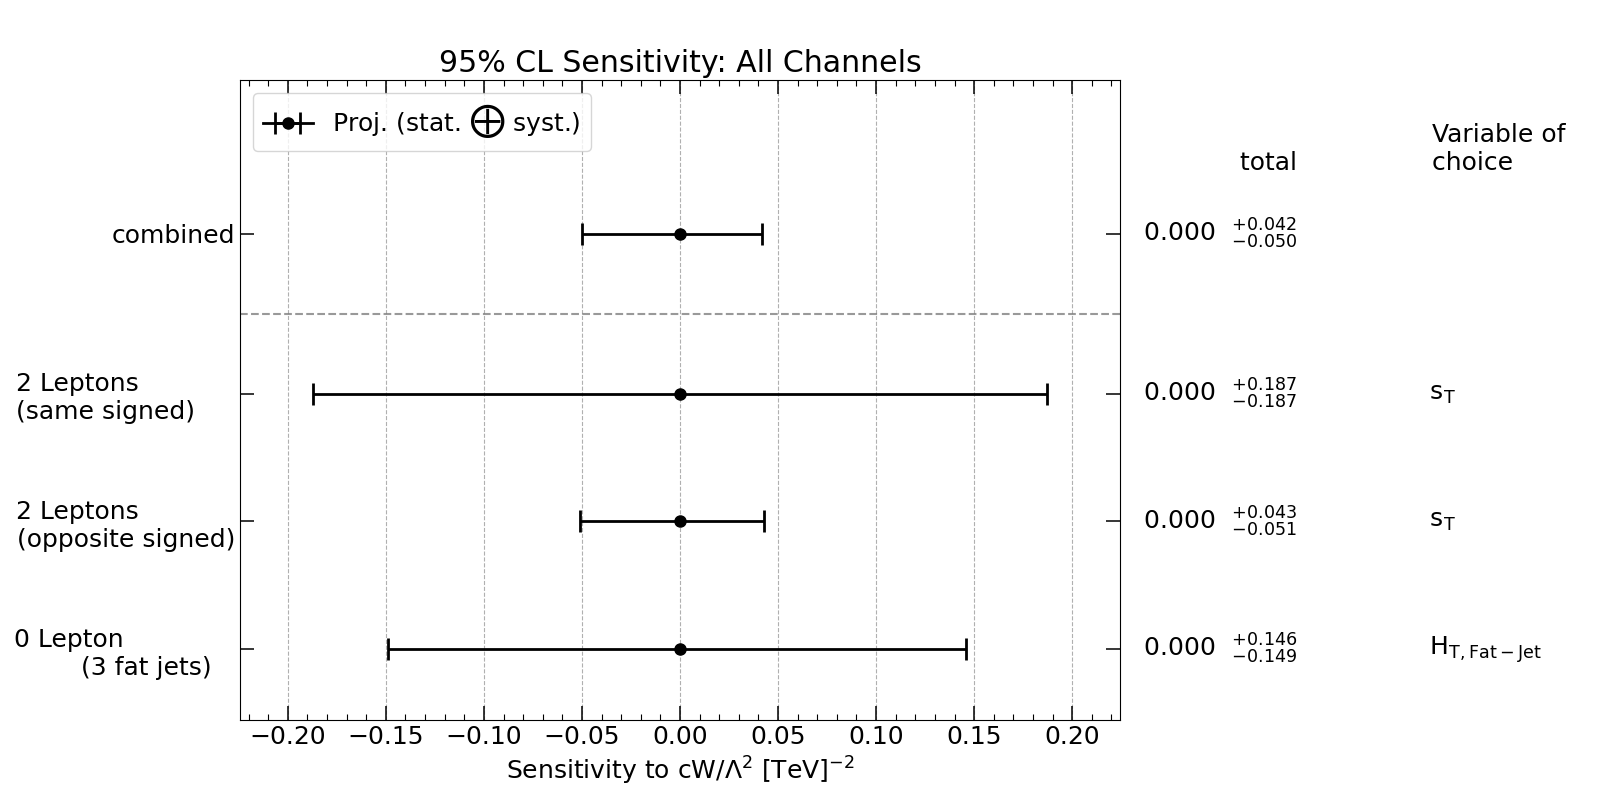 95% CL Sensitivity: All Channels
Proj. (stat. ⊕ syst.)
Variable of
choice
total
combined
0.000 +0.042
−0.050
2 Leptons
(same signed)
0.000 +0.187
−0.187
s_T
2 Leptons
(opposite signed)
0.000 +0.043
−0.051
s_T
0 Lepton
(3 fat jets)
0.000 +0.146
−0.149
H_T, Fat−Jet
−0.20 −0.15 −0.10 −0.05 0.00 0.05 0.10 0.15 0.20
Sensitivity to cW/Λ² [TeV]⁻²